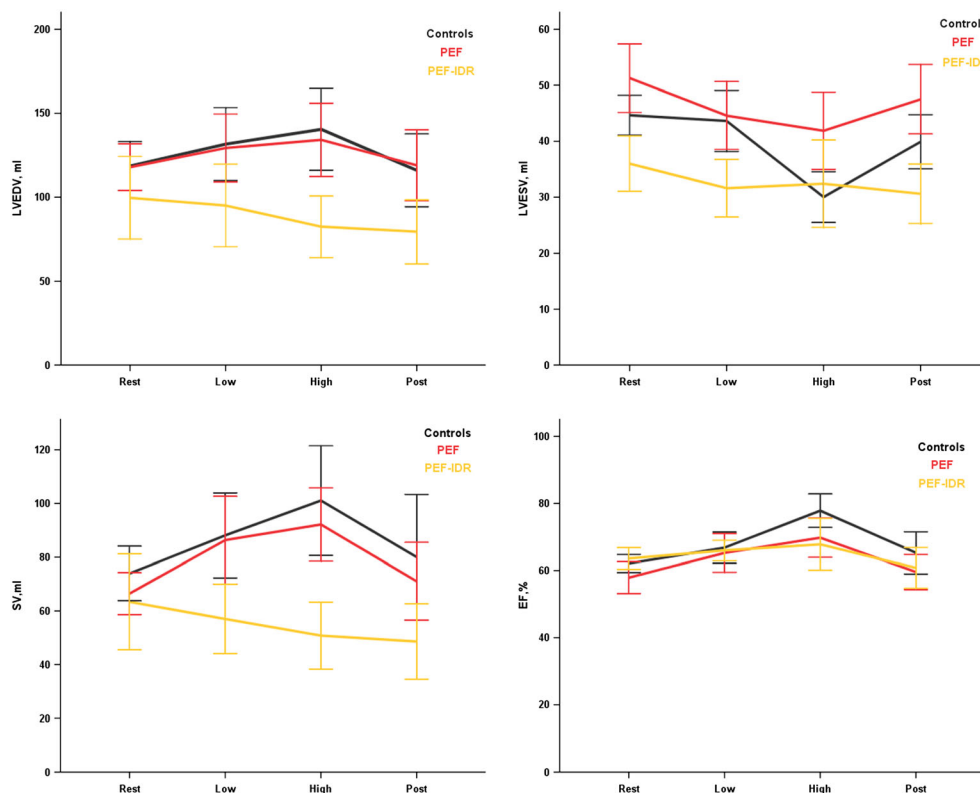 LVEDV, ml
200
150
100
50
0
Controls
PEF
PEF-IDR
Rest Low High Post
LVESV, ml
60
50
40
30
20
10
0
Control
PEF
PEF-ID
Rest Low High Post
SV,ml
120
100
80
60
40
20
0
Controls
PEF
PEF-IDR
Rest Low High Post
EF,%
100
80
60
40
20
0
Controls
PEF
PEF-IDR
Rest Low High Post